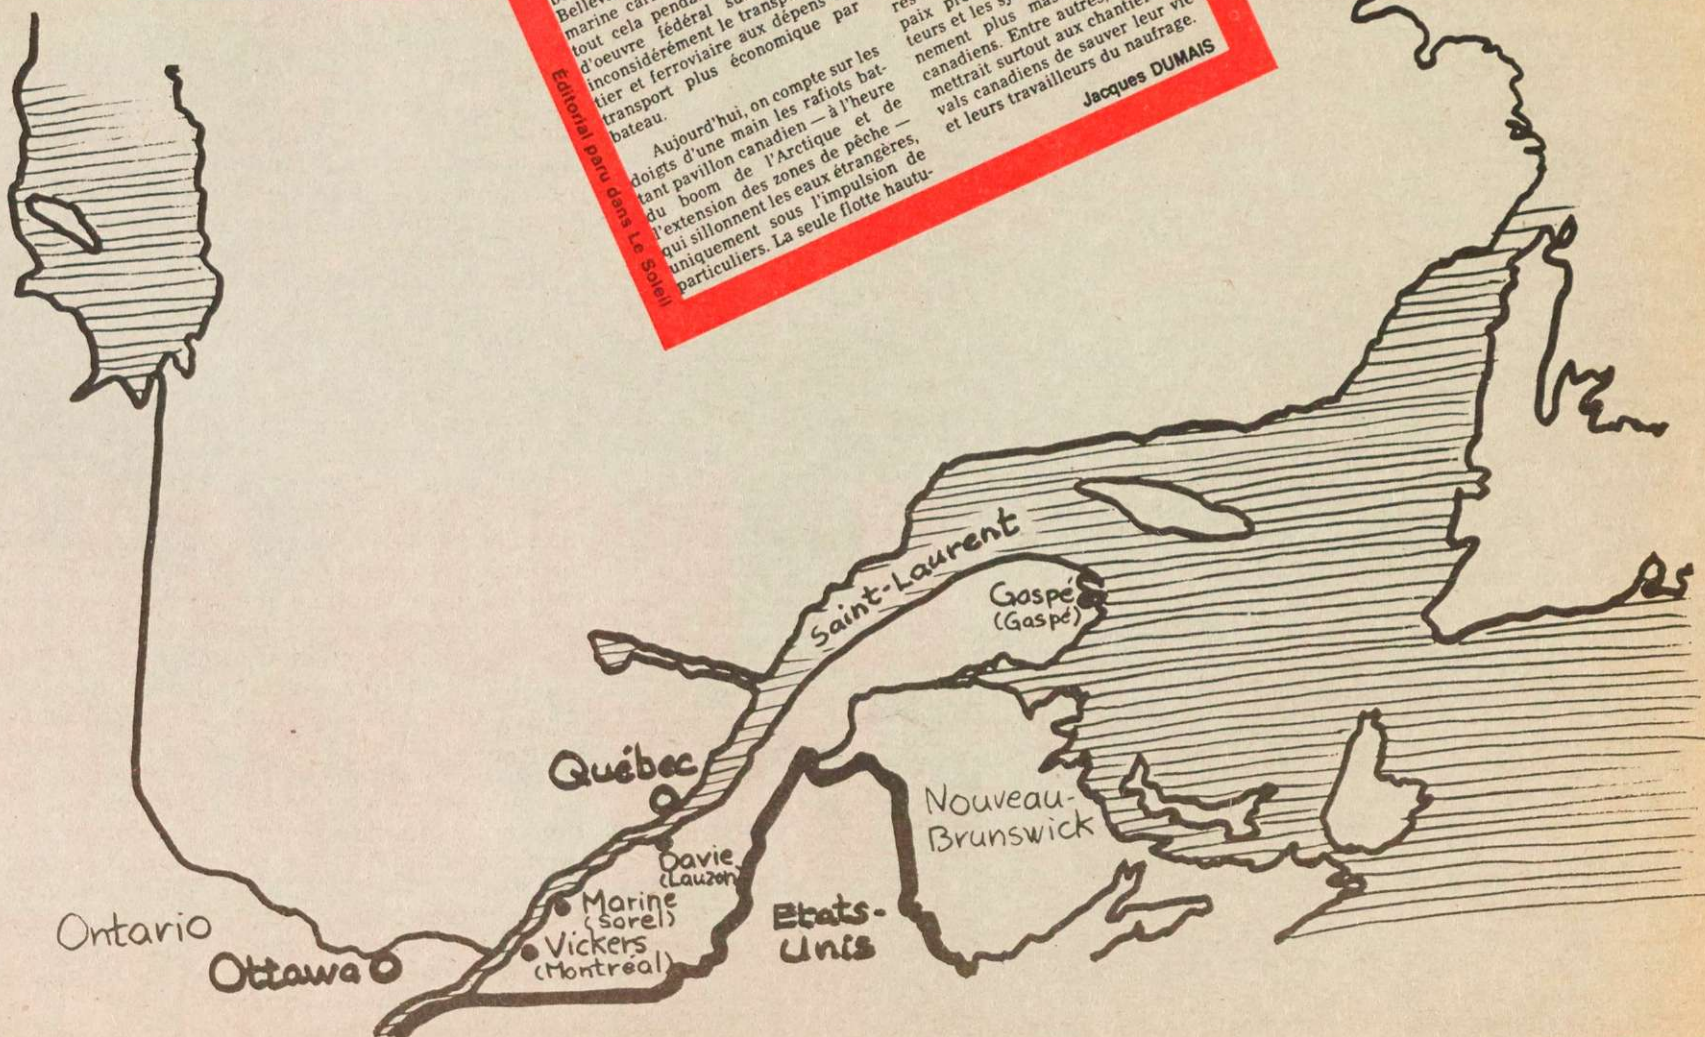 marine
tout cela
d'oeuvre fédéral
inconsidérément le
tier et ferroviaire aux dépens
transport plus économique par
bateau.
Aujourd'hui, on compte sur les
doigts d'une main les rafiots bat-
tant pavillon canadien — à l'heure
du boom de l'Arctique et de
l'extension des zones de pêche —
qui sillonnent les eaux étrangères,
uniquement sous l'impulsion de
particuliers. La seule flotte hautu-
paix
teurs et les
nement plus
canadiens. Entre autres,
mettrait surtout aux
vals canadiens de sauver leur vie
et leurs travailleurs du naufrage.
Jacques DUMAIS
Éditorial paru dans Le Soleil
Saint-Laurent
Gaspé
(Gaspé)
Québec
Nouveau-
Brunswick
Davie
(Lauzon)
Marine
(Sorel)
Vickers
(Montréal)
Etats-
Unis
Ontario
Ottawa